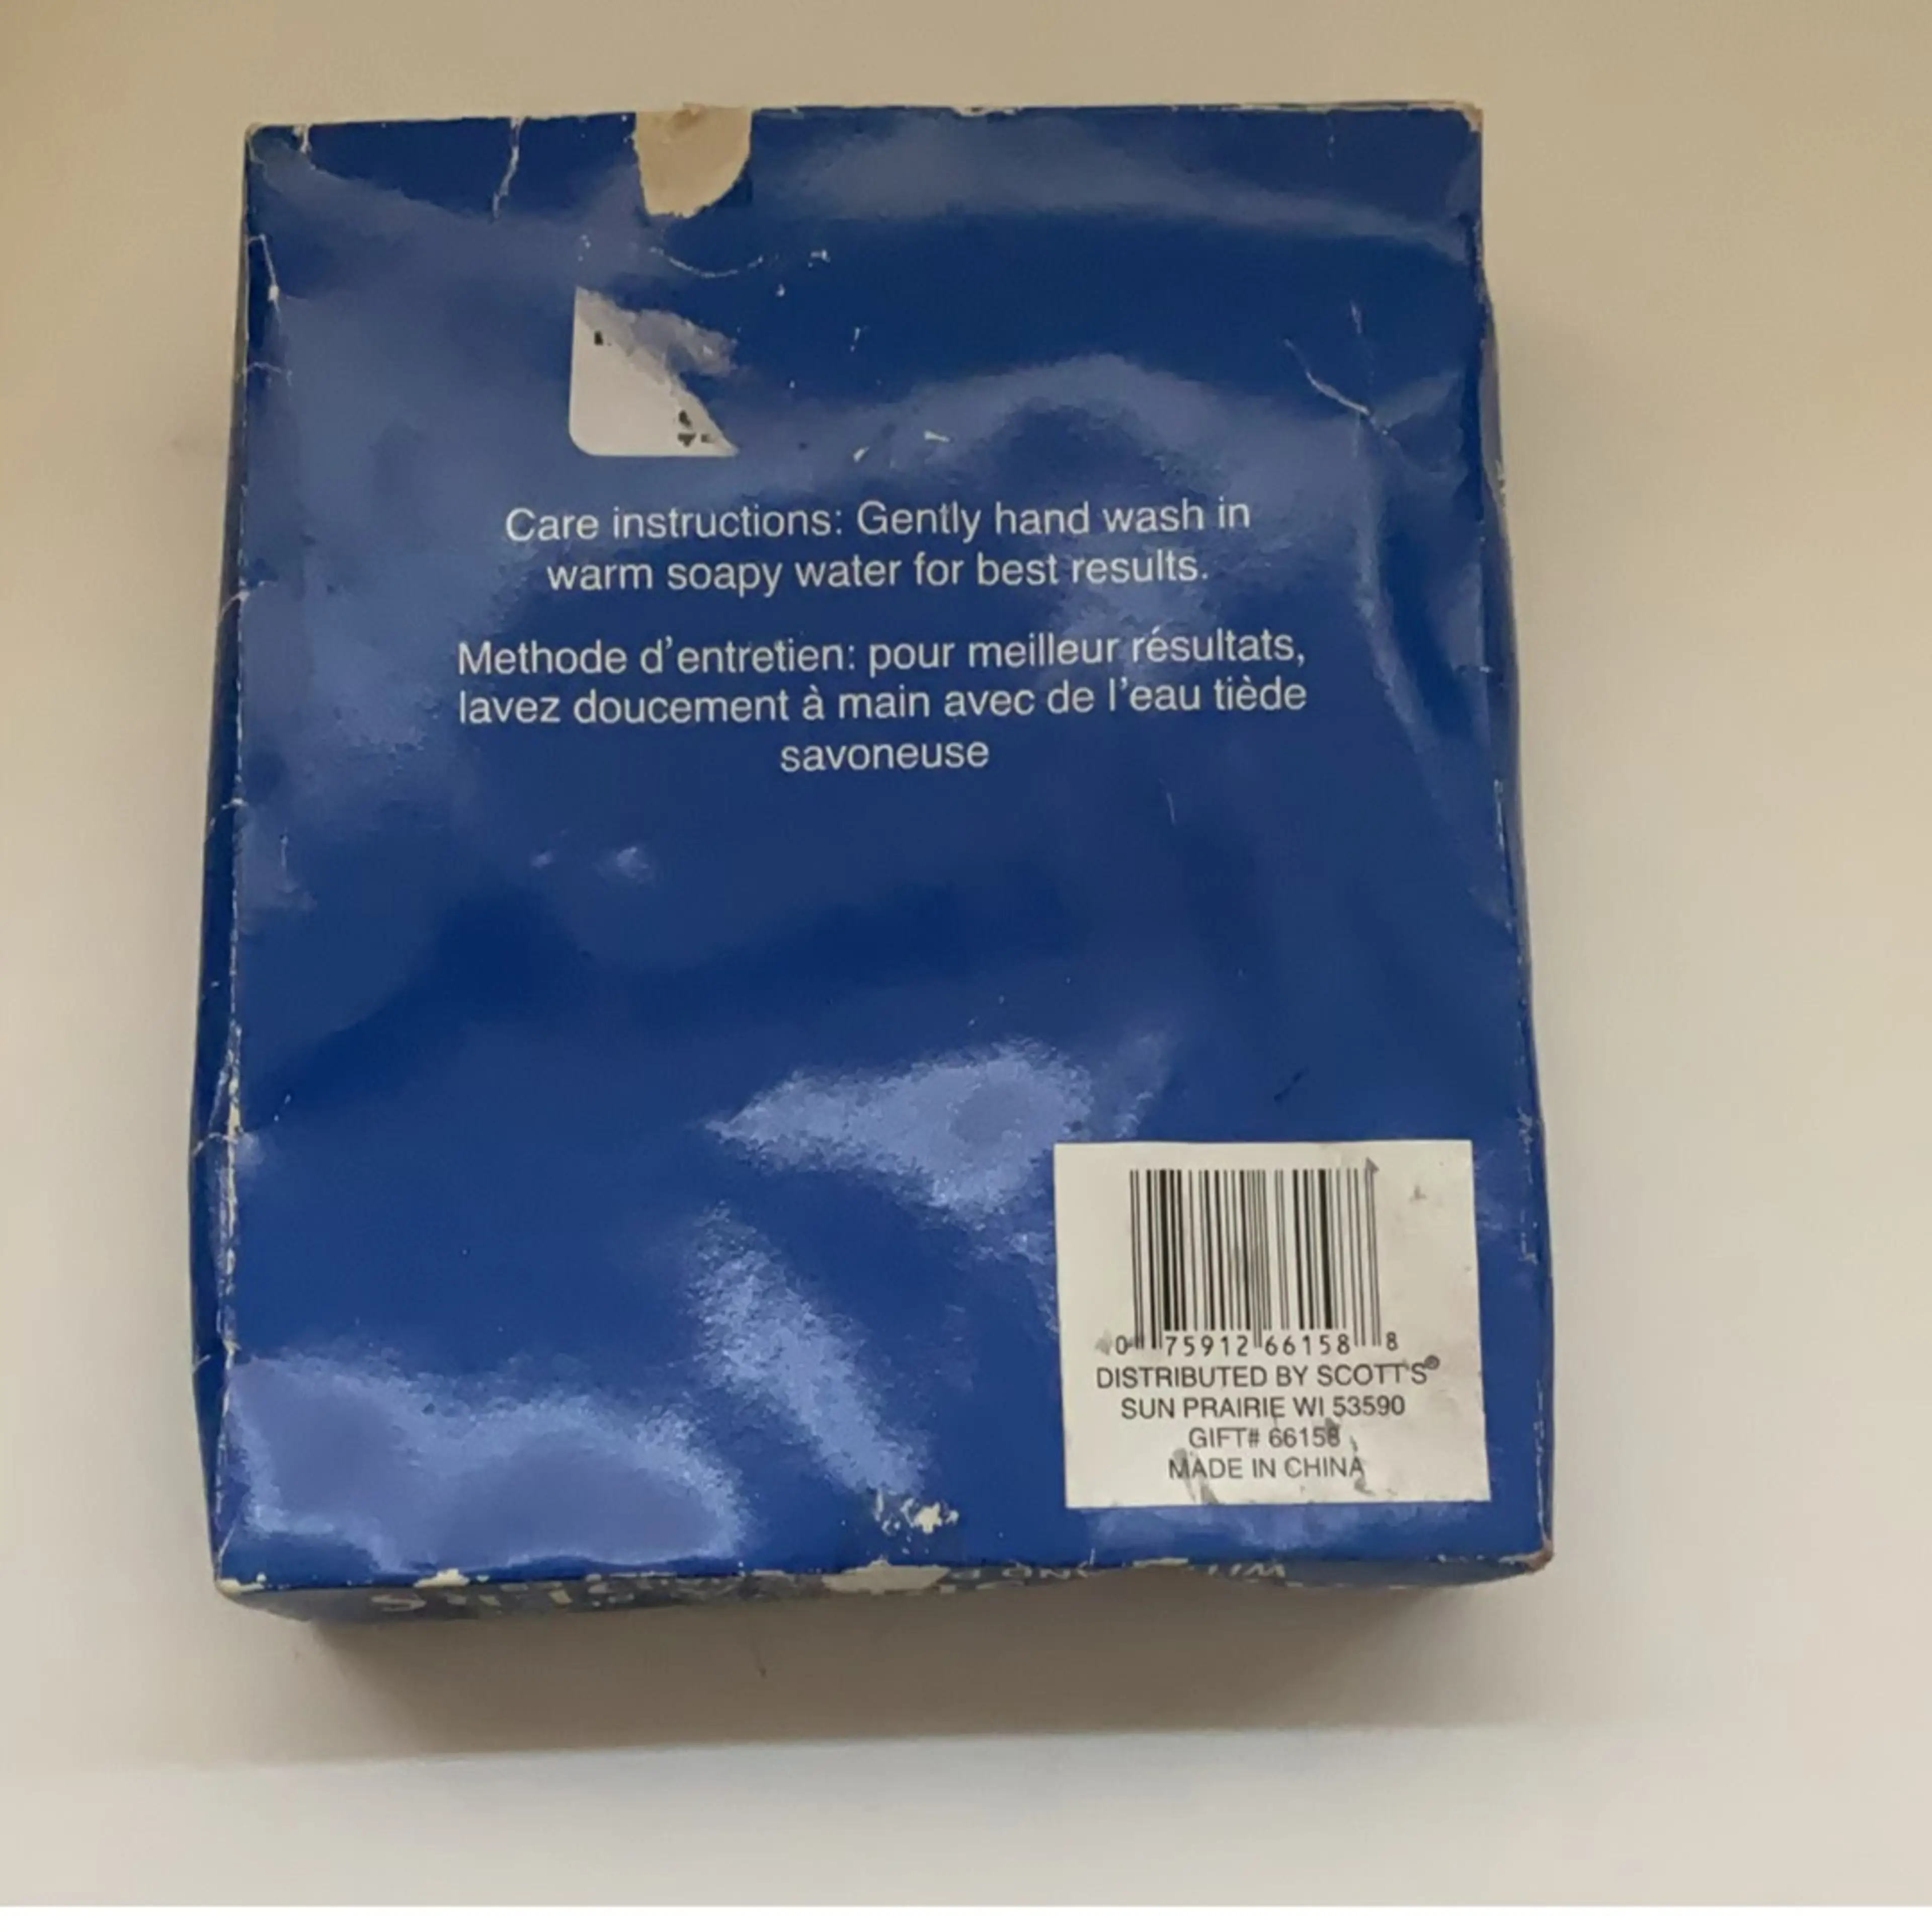 Care instructions: Gently hand wash in
warm soapy water for best results.
Methode d'entretien: pour meilleur résultats,
lavez doucement à main avec de l'eau tiède
savoneuse
0 75912 66158 8
DISTRIBUTED BY SCOTT'S®
SUN PRAIRIE WI 53590
GIFT# 66158
MADE IN CHINA